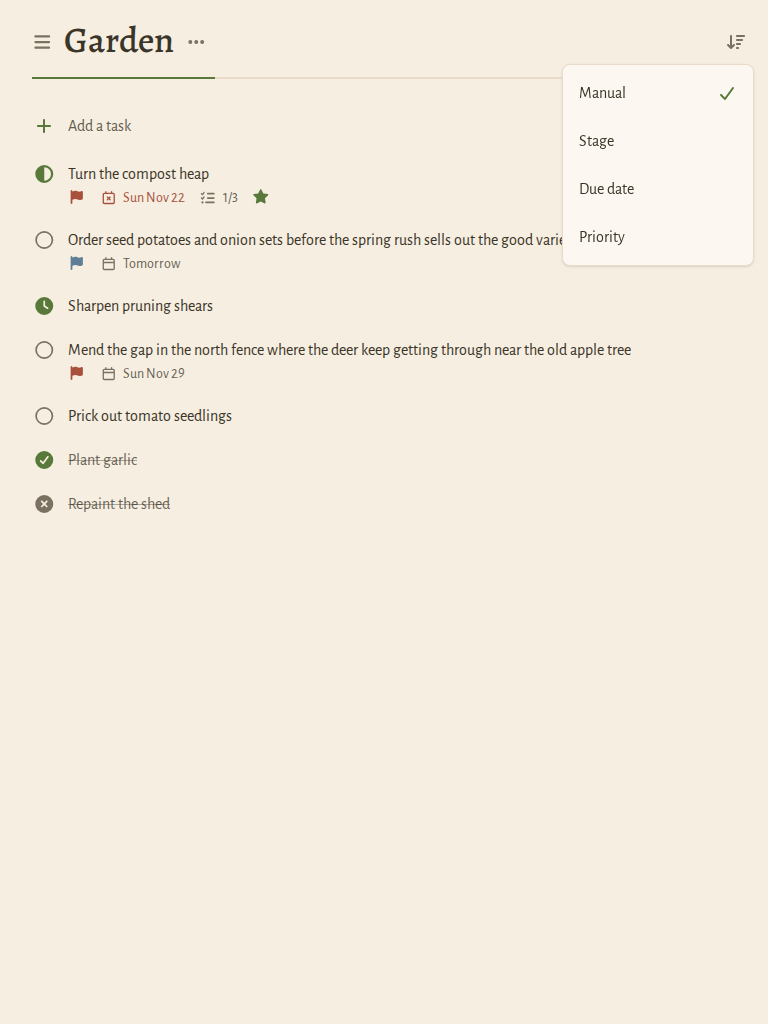 Garden
Manual
Stage
Due date
Priority
Add a task
Turn the compost heap
Sun Nov 22
1/3
Order seed potatoes and onion sets before the spring rush sells out the good
Tomorrow
Sharpen pruning shears
Mend the gap in the north fence where the deer keep getting through near the old apple tree
Sun Nov 29
Prick out tomato seedlings
Plant garlic
Repaint the shed